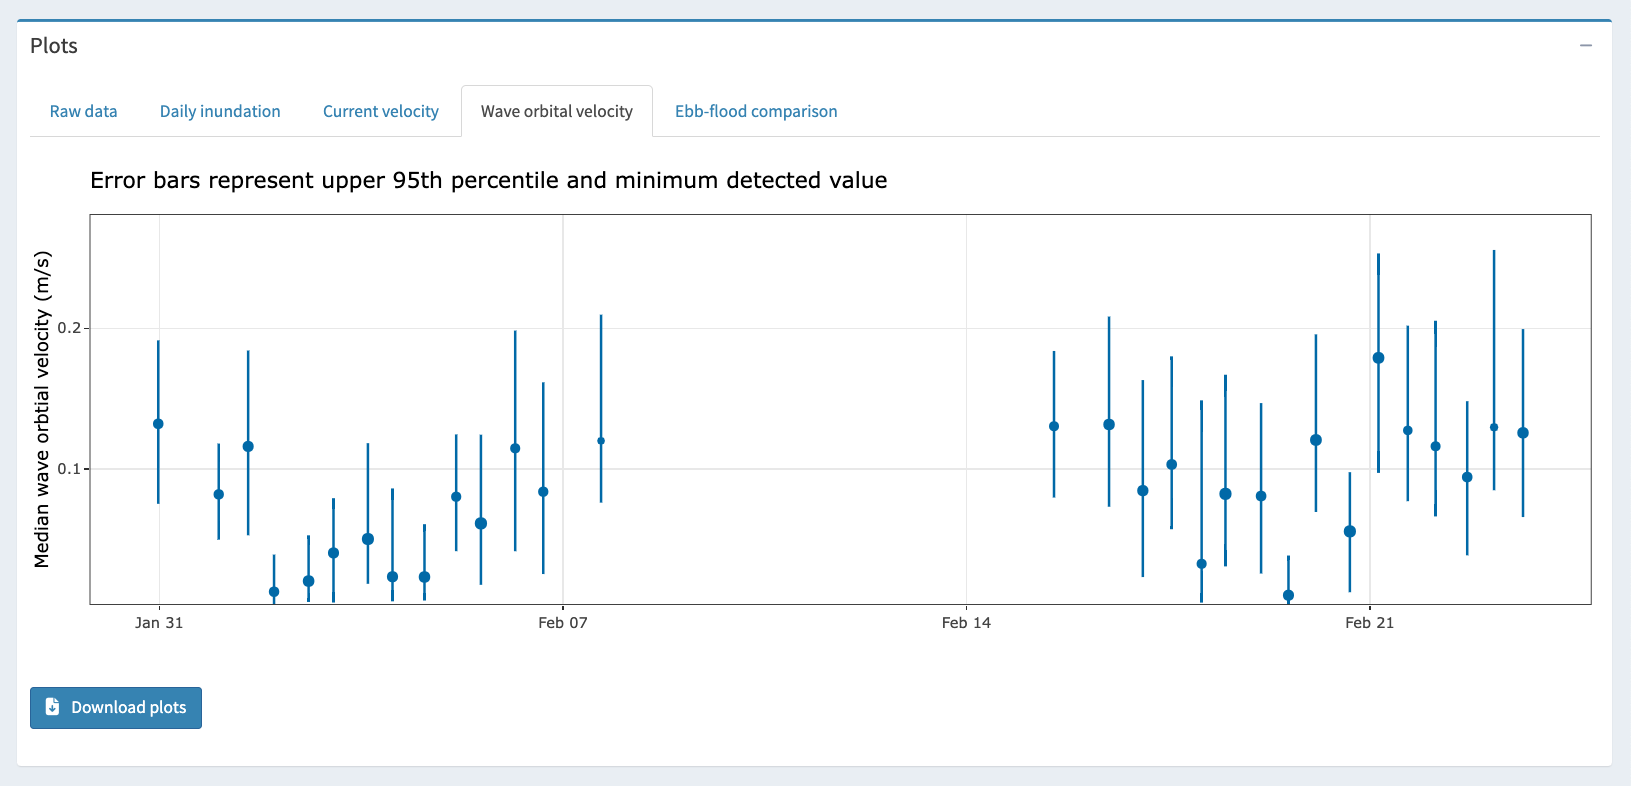 Plots
Raw data
Daily inundation
Current velocity
Wave orbital velocity
Ebb-flood comparison
Error bars represent upper 95th percentile and minimum detected value
Median wave orbtial velocity (m/s)
0.2
0.1
Jan 31
Feb 07
Feb 14
Feb 21
Download plots